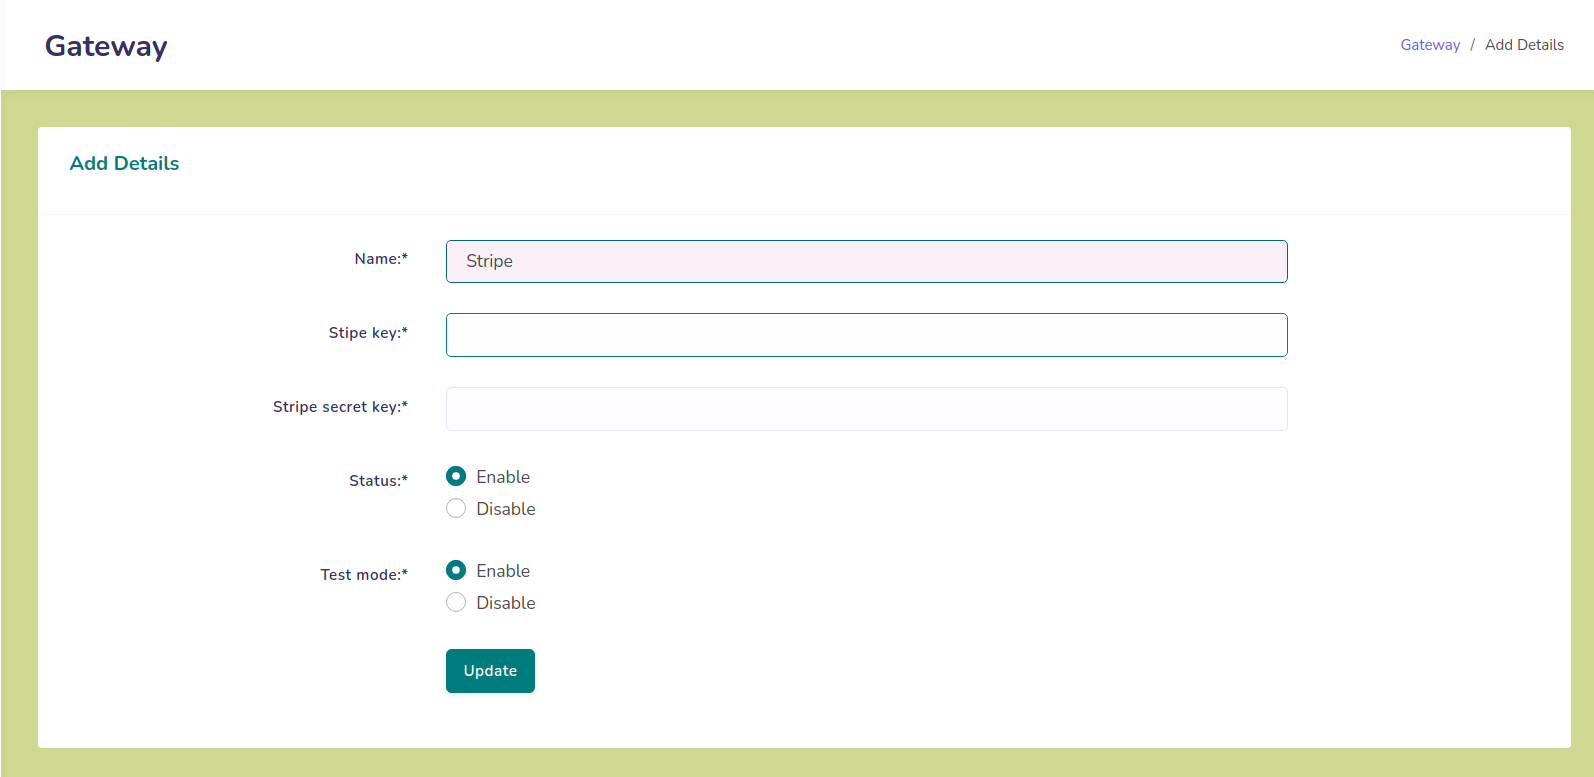 Gateway
Gateway / Add Details
Add Details
Name:* Stripe
Stipe key:*
Stripe secret key:*
Status:* Enable
Disable
Test mode:* Enable
Disable
Update